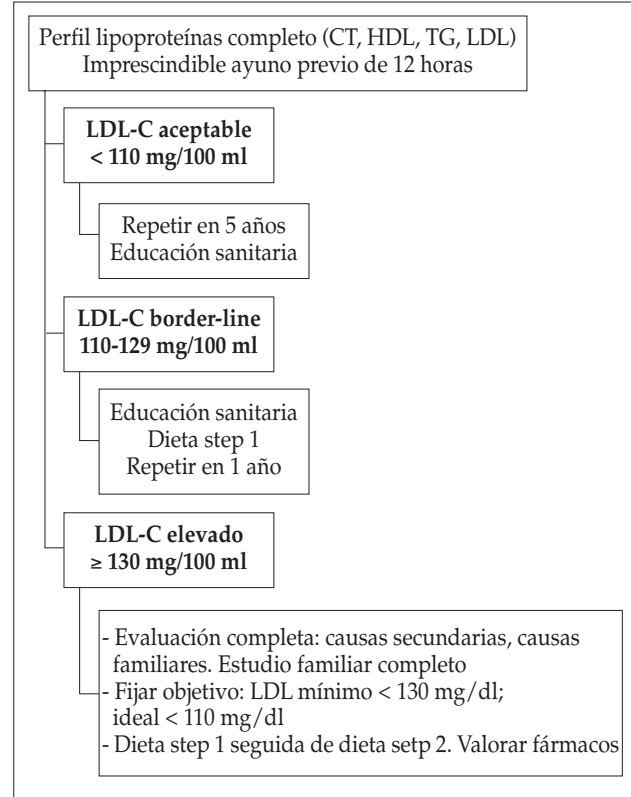 Perfil lipoproteínas completo (CT, HDL, TG, LDL)
Imprescindible ayuno previo de 12 horas
LDL-C aceptable
< 110 mg/100 ml
Repetir en 5 años
Educación sanitaria
LDL-C border-line
110-129 mg/100 ml
Educación sanitaria
Dieta step 1
Repetir en 1 año
LDL-C elevado
≥ 130 mg/100 ml
- Evaluación completa: causas secundarias, causas
familiares. Estudio familiar completo
- Fijar objetivo: LDL mínimo < 130 mg/dl;
ideal < 110 mg/dl
- Dieta step 1 seguida de dieta setp 2. Valorar fármacos